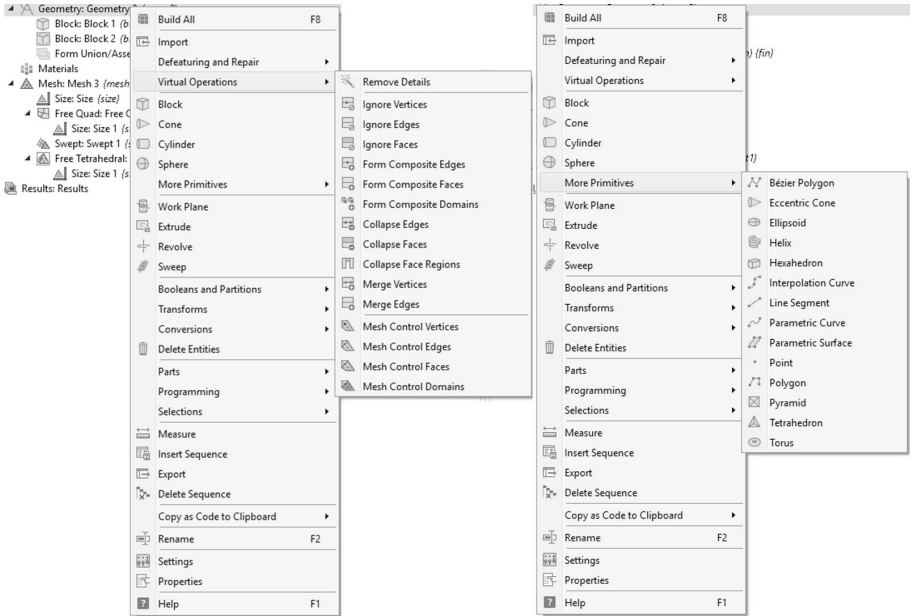 Geometry: Geometry
Block: Block 1 {b
Block: Block 2 {b
Form Union/Asse
Materials
Mesh: Mesh 3 {mesh
Size: Size {size}
Free Quad: Free
Size: Size 1 {s
Swept: Swept 1 {s
Free Tetrahedral:
Size: Size 1 {s
Results: Results
Build All F8
Import
Defeaturing and Repair
Virtual Operations
Block
Cone
Cylinder
Sphere
More Primitives
Work Plane
Extrude
Revolve
Sweep
Booleans and Partitions
Transforms
Conversions
Delete Entities
Parts
Programming
Selections
Measure
Insert Sequence
Export
Delete Sequence
Copy as Code to Clipboard
Rename F2
Settings
Properties
Help F1
Remove Details
Ignore Vertices
Ignore Edges
Ignore Faces
Form Composite Edges
Form Composite Faces
Form Composite Domains
Collapse Edges
Collapse Faces
Collapse Face Regions
Merge Vertices
Merge Edges
Mesh Control Vertices
Mesh Control Edges
Mesh Control Faces
Mesh Control Domains
Build All F8
Import
Defeaturing and Repair
Virtual Operations
Block
Cone
Cylinder
Sphere
More Primitives
Work Plane
Extrude
Revolve
Sweep
Booleans and Partitions
Transforms
Conversions
Delete Entities
Parts
Programming
Selections
Measure
Insert Sequence
Export
Delete Sequence
Copy as Code to Clipboard
Rename F2
Settings
Properties
Help F1
) {fin}
t1}
Bézier Polygon
Eccentric Cone
Ellipsoid
Helix
Hexahedron
Interpolation Curve
Line Segment
Parametric Curve
Parametric Surface
Point
Polygon
Pyramid
Tetrahedron
Torus